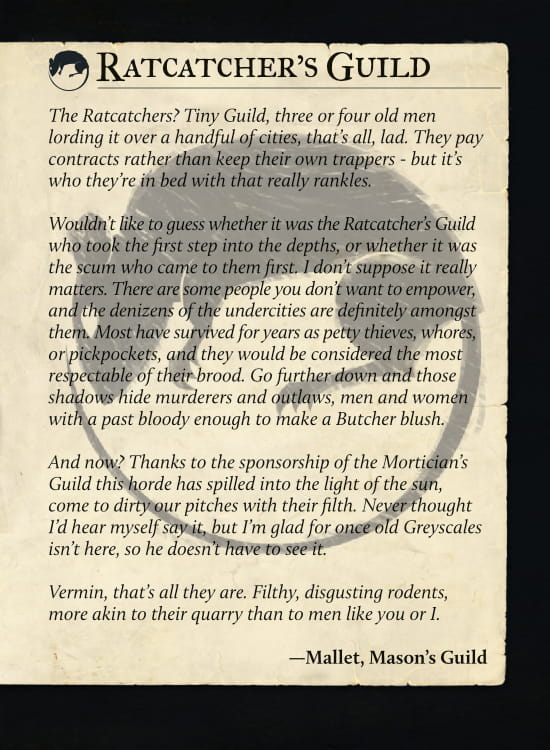 Ratcatcher's Guild
The Ratcatchers? Tiny Guild, three or four old men
lording it over a handful of cities, that's all, lad. They pay
contracts rather than keep their own trappers - but it's
who they're in bed with that really rankles.
Wouldn't like to guess whether it was the Ratcatcher's Guild
who took the first step into the depths, or whether it was
the scum who came to them first. I don't suppose it really
matters. There are some people you don't want to empower,
and the denizens of the undercities are definitely amongst
them. Most have survived for years as petty thieves, whores,
or pickpockets, and they would be considered the most
respectable of their brood. Go further down and those
shadows hide murderers and outlaws, men and women
with a past bloody enough to make a Butcher blush.
And now? Thanks to the sponsorship of the Mortician's
Guild this horde has spilled into the light of the sun,
come to dirty our pitches with their filth. Never thought
I'd hear myself say it, but I'm glad for once old Greyscales
isn't here, so he doesn't have to see it.
Vermin, that's all they are. Filthy, disgusting rodents,
more akin to their quarry than to men like you or I.
—Mallet, Mason's Guild